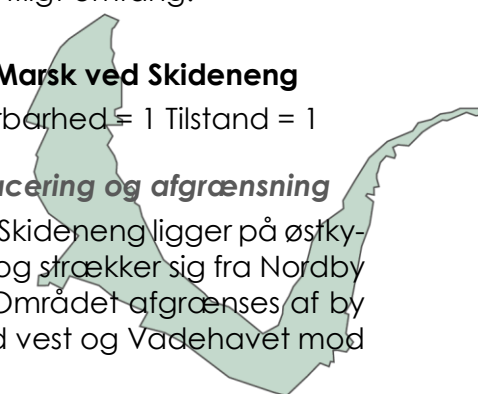 Marsk ved Skideneng
rbarhed = 1 Tilstand = 1
acering og afgrænsning
Skideneng ligger på østky-
og strækker sig fra Nordby
Området afgrænses af by
d vest og Vadehavet mod